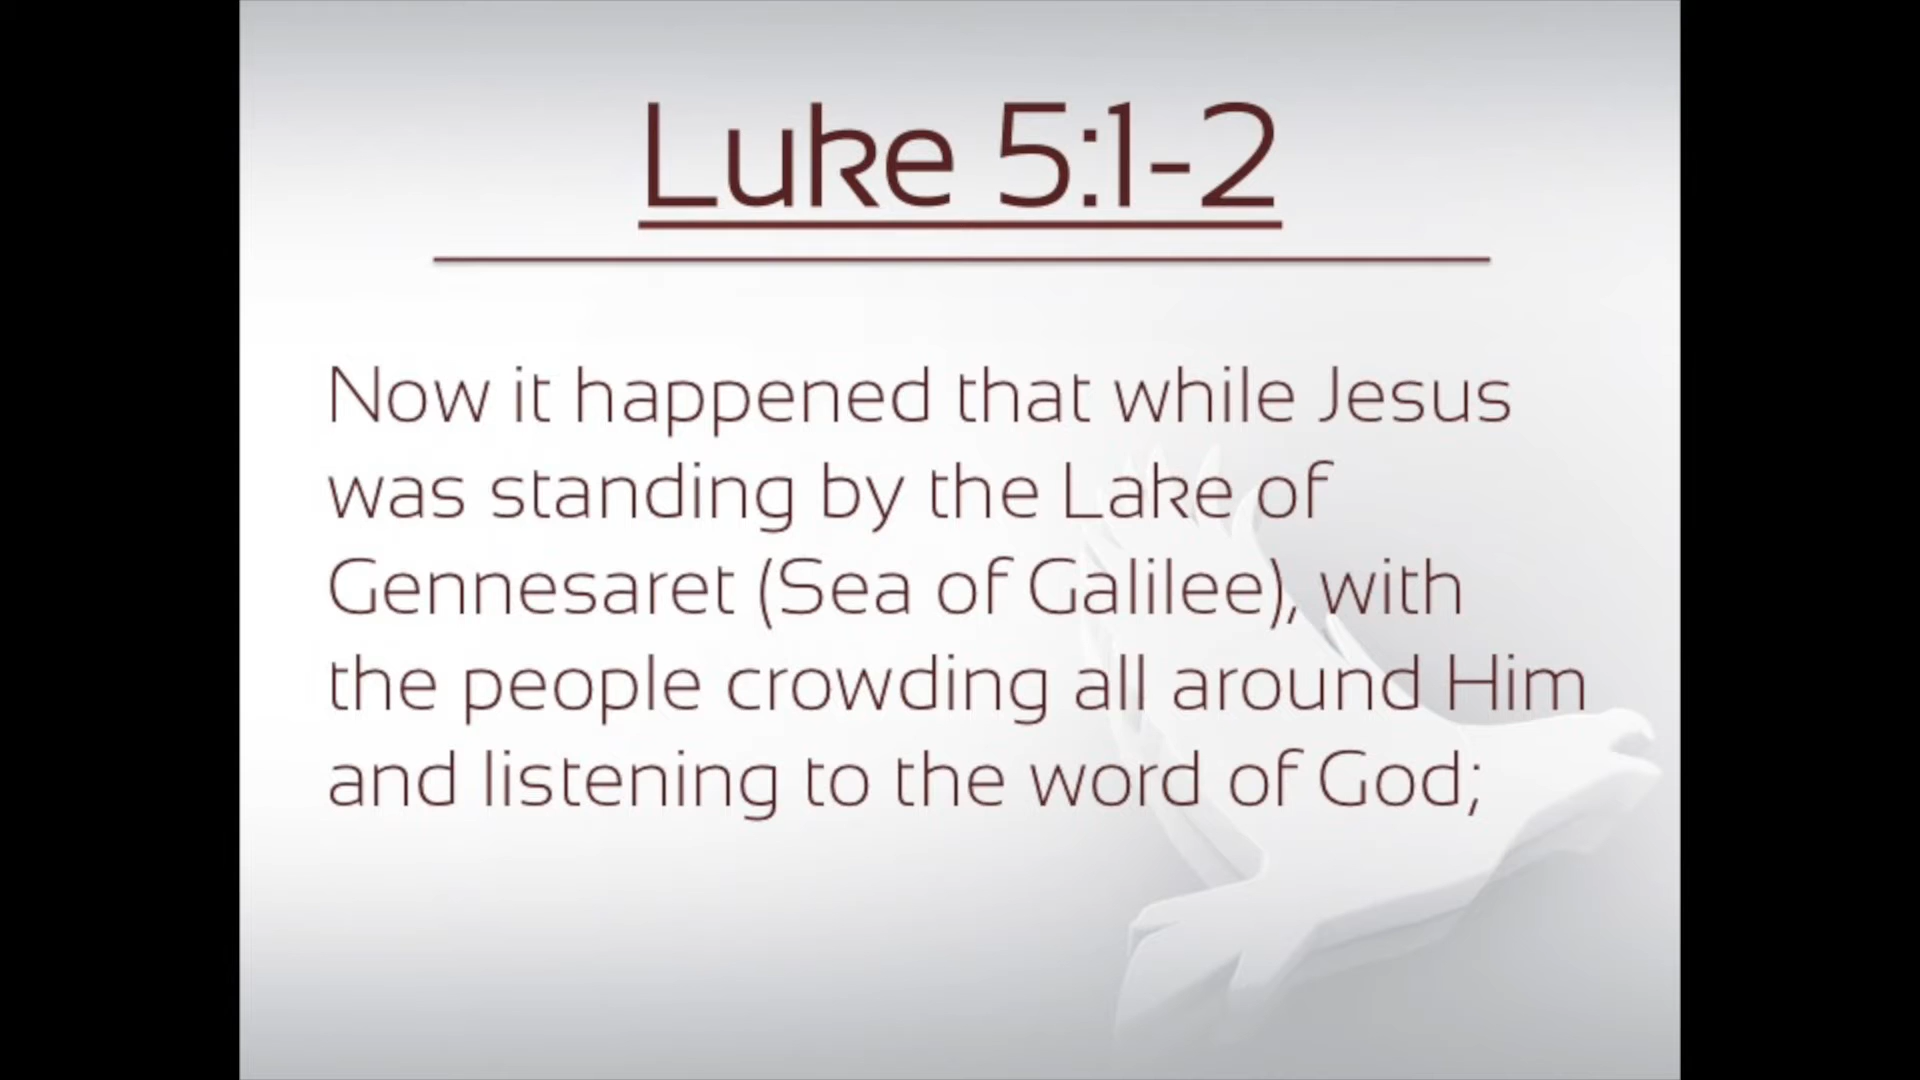 Luke 5:1-2
Now it happened that while Jesus
was standing by the Lake of
Gennesaret (Sea of Galilee), with
the people crowding all around Him
and listening to the word of God;